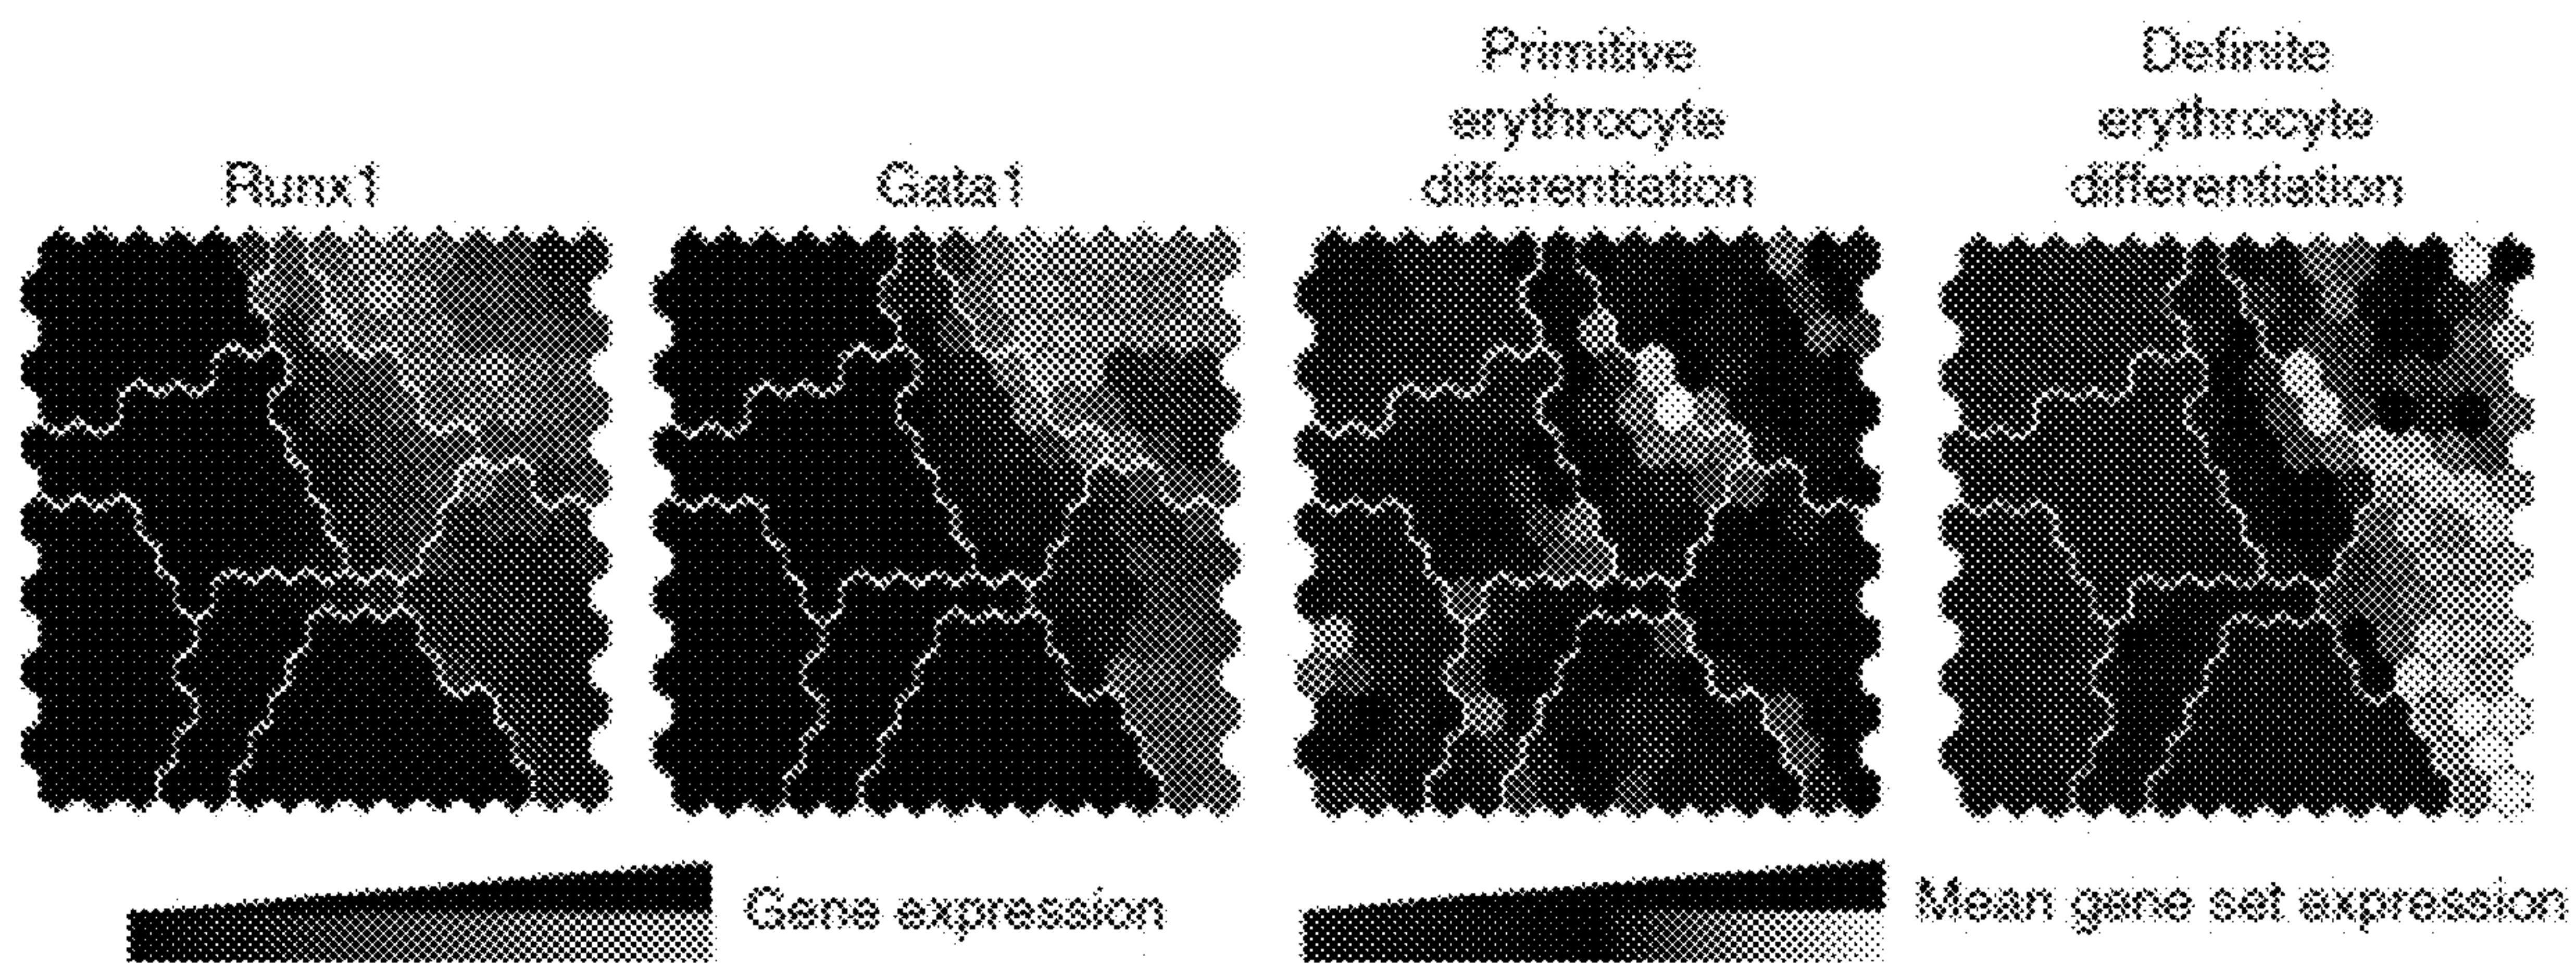 Runx1
Gata1
Primitive
erythrocyte
differentiation
Definite
erythrocyte
differentiation
Gene expression
Mean gene set expression